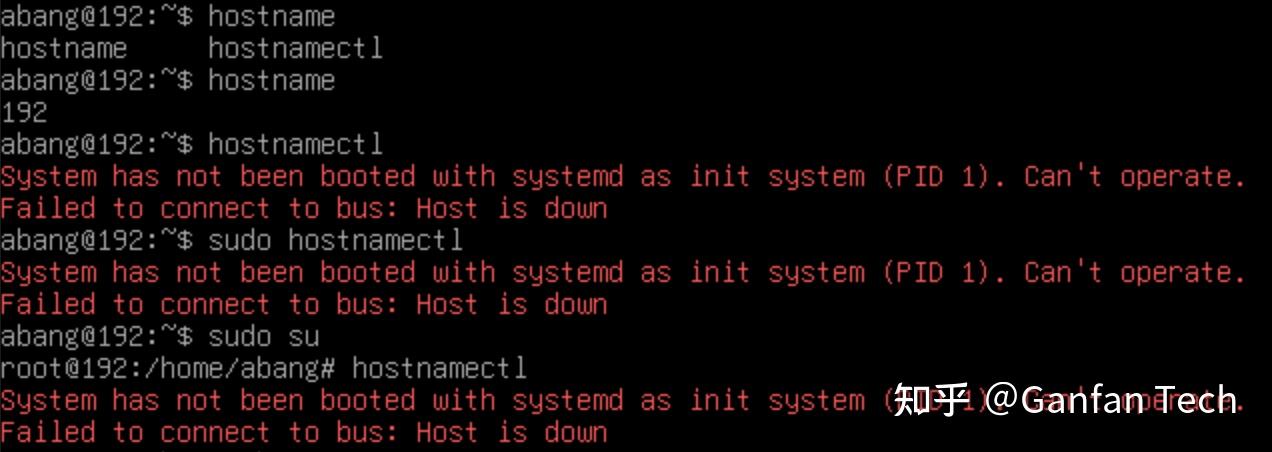 abang@192:~$ hostname
hostname     hostnamectl
abang@192:~$ hostname
192
abang@192:~$ hostnamectl
System has not been booted with systemd as init system (PID 1). Can't operate.
Failed to connect to bus: Host is down
abang@192:~$ sudo hostnamectl
System has not been booted with systemd as init system (PID 1). Can't operate.
Failed to connect to bus: Host is down
abang@192:~$ sudo su
root@192:/home/abang# hostnamectl
System has not been booted with systemd as init system (PID 1). Can't operate.
Failed to connect to bus: Host is down
知乎 @Ganfan Tech